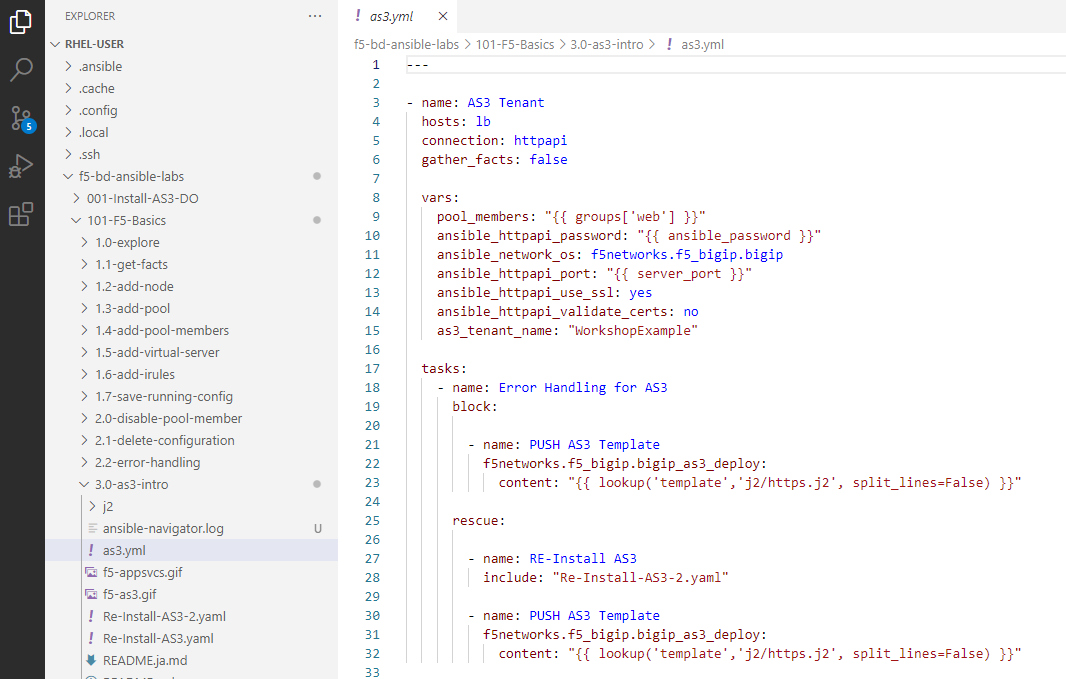 EXPLORER
RHEL-USER
.ansible
.cache
.config
.local
.ssh
f5-bd-ansible-labs
001-Install-AS3-DO
101-F5-Basics
1.0-explore
1.1-get-facts
1.2-add-node
1.3-add-pool
1.4-add-pool-members
1.5-add-virtual-server
1.6-add-irules
1.7-save-running-config
2.0-disable-pool-member
2.1-delete-configuration
2.2-error-handling
3.0-as3-intro
j2
ansible-navigator.log U
! as3.yml
f5-appsvcs.gif
f5-as3.gif
! Re-Install-AS3-2.yaml
! Re-Install-AS3.yaml
README.ja.md
5
! as3.yml
f5-bd-ansible-labs > 101-F5-Basics > 3.0-as3-intro > ! as3.yml
1 ---
2
3 - name: AS3 Tenant
4 hosts: lb
5 connection: httpapi
6 gather_facts: false
7
8 vars:
9 pool_members: "{{ groups['web'] }}"
10 ansible_httpapi_password: "{{ ansible_password }}"
11 ansible_network_os: f5networks.f5_bigip.bigip
12 ansible_httpapi_port: "{{ server_port }}"
13 ansible_httpapi_use_ssl: yes
14 ansible_httpapi_validate_certs: no
15 as3_tenant_name: "WorkshopExample"
16
17 tasks:
18 - name: Error Handling for AS3
19 block:
20
21 - name: PUSH AS3 Template
22 f5networks.f5_bigip.bigip_as3_deploy:
23 content: "{{ lookup('template','j2/https.j2', split_lines=False) }}"
24
25 rescue:
26
27 - name: RE-Install AS3
28 include: "Re-Install-AS3-2.yaml"
29
30 - name: PUSH AS3 Template
31 f5networks.f5_bigip.bigip_as3_deploy:
32 content: "{{ lookup('template','j2/https.j2', split_lines=False) }}"
33